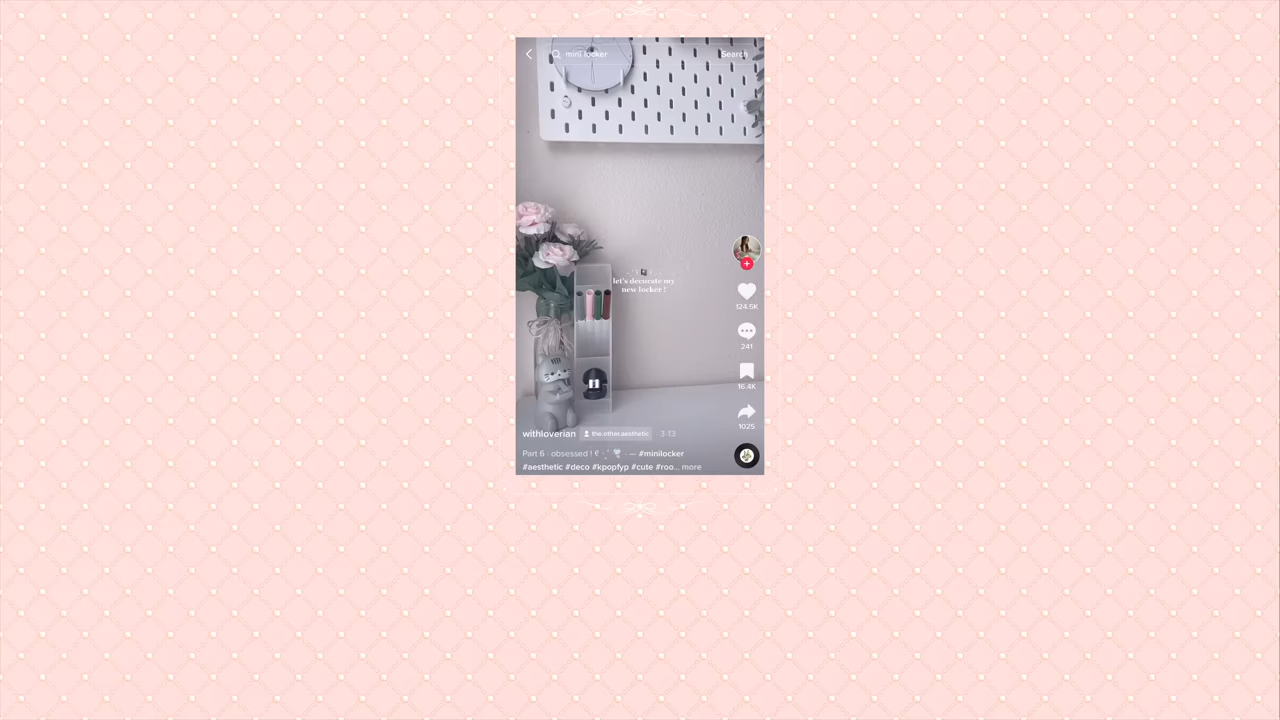 mini locker
Search
let's decorate my
new locker !
124.5K
241
16.4K
1025
withloverian
the.other.aesthetic
· 3-13
Part 6 · obsessed ! — #minilocker
#aesthetic #deco #kpopfyp #cute #roo... more